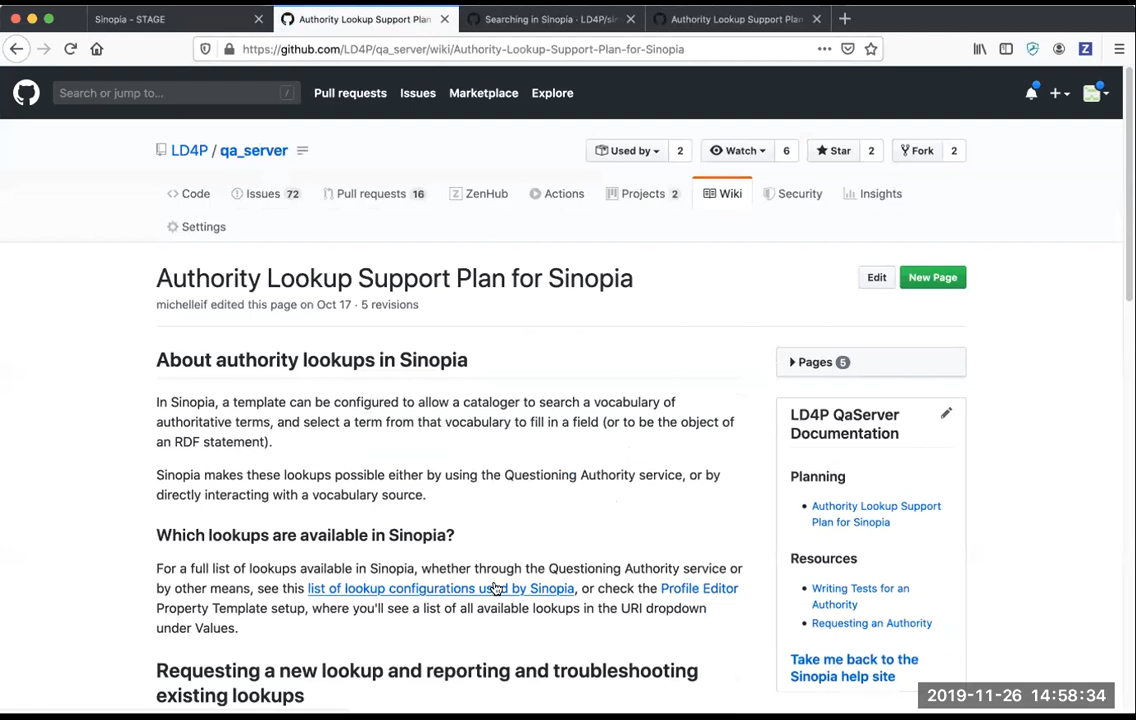 Sinopia - STAGE
Authority Lookup Support Plan
Searching in Sinopia · LD4P/si
Authority Lookup Support Plan
https://github.com/LD4P/qa_server/wiki/Authority-Lookup-Support-Plan-for-Sinopia
Search or jump to...
/
Pull requests
Issues
Marketplace
Explore
LD4P / qa_server
Used by 2
Watch 6
Star 2
Fork 2
Code
Issues 72
Pull requests 16
ZenHub
Actions
Projects 2
Wiki
Security
Insights
Settings
Authority Lookup Support Plan for Sinopia
Edit
New Page
michelleif edited this page on Oct 17 · 5 revisions
About authority lookups in Sinopia
In Sinopia, a template can be configured to allow a cataloger to search a vocabulary of
authoritative terms, and select a term from that vocabulary to fill in a field (or to be the object of
an RDF statement).
Sinopia makes these lookups possible either by using the Questioning Authority service, or by
directly interacting with a vocabulary source.
Which lookups are available in Sinopia?
For a full list of lookups available in Sinopia, whether through the Questioning Authority service or
by other means, see this list of lookup configurations used by Sinopia, or check the Profile Editor
Property Template setup, where you'll see a list of all available lookups in the URI dropdown
under Values.
Requesting a new lookup and reporting and troubleshooting
existing lookups
Pages 5
LD4P QaServer
Documentation
Planning
Authority Lookup Support
Plan for Sinopia
Resources
Writing Tests for an
Authority
Requesting an Authority
Take me back to the
Sinopia help site
2019-11-26 14:58:34